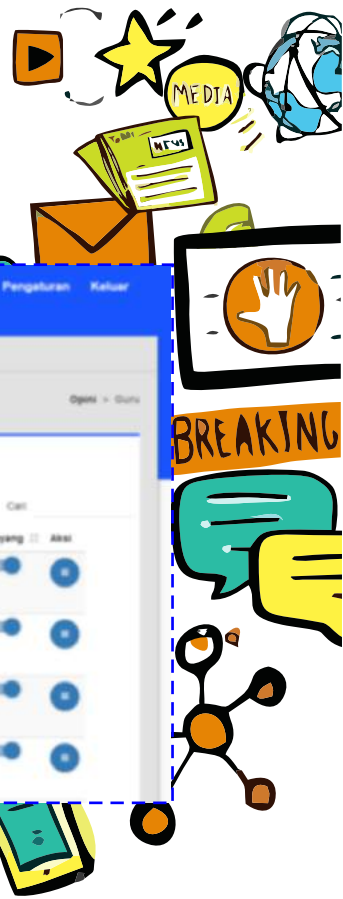 MEDIA
NEWS
Pengaturan Keluar
Opini > Guru
BREAKING
Cari
yang Aksi